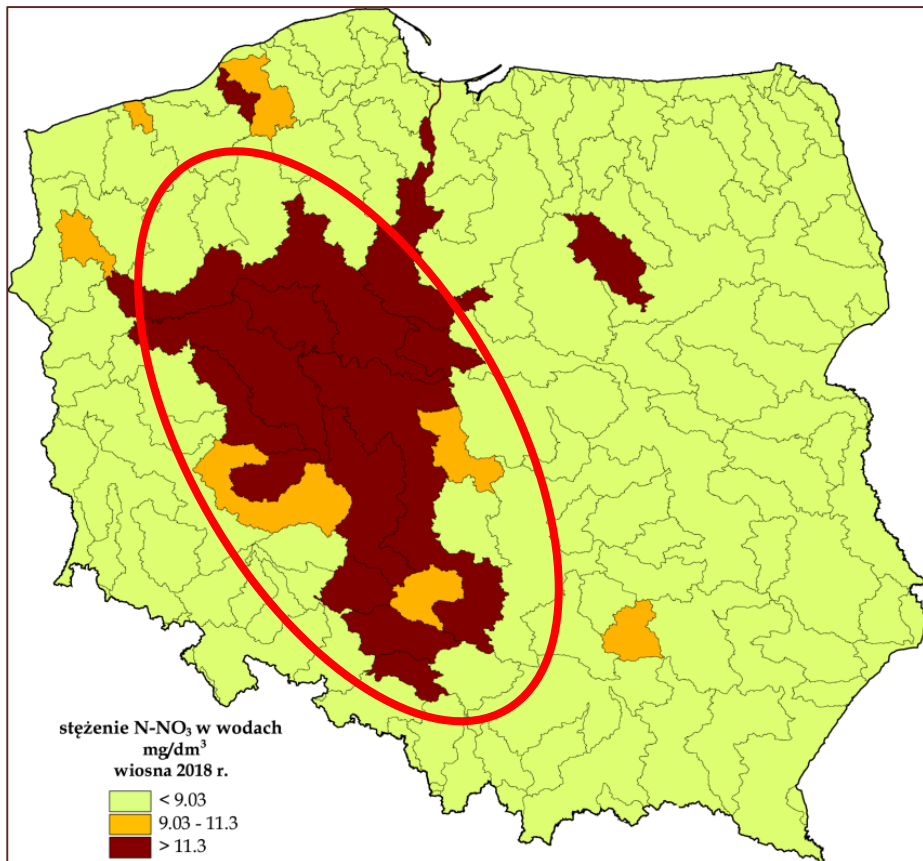 stężenie N-NO₃ w wodach
mg/dm³
wiosna 2018 r.
< 9.03
9.03 - 11.3
> 11.3